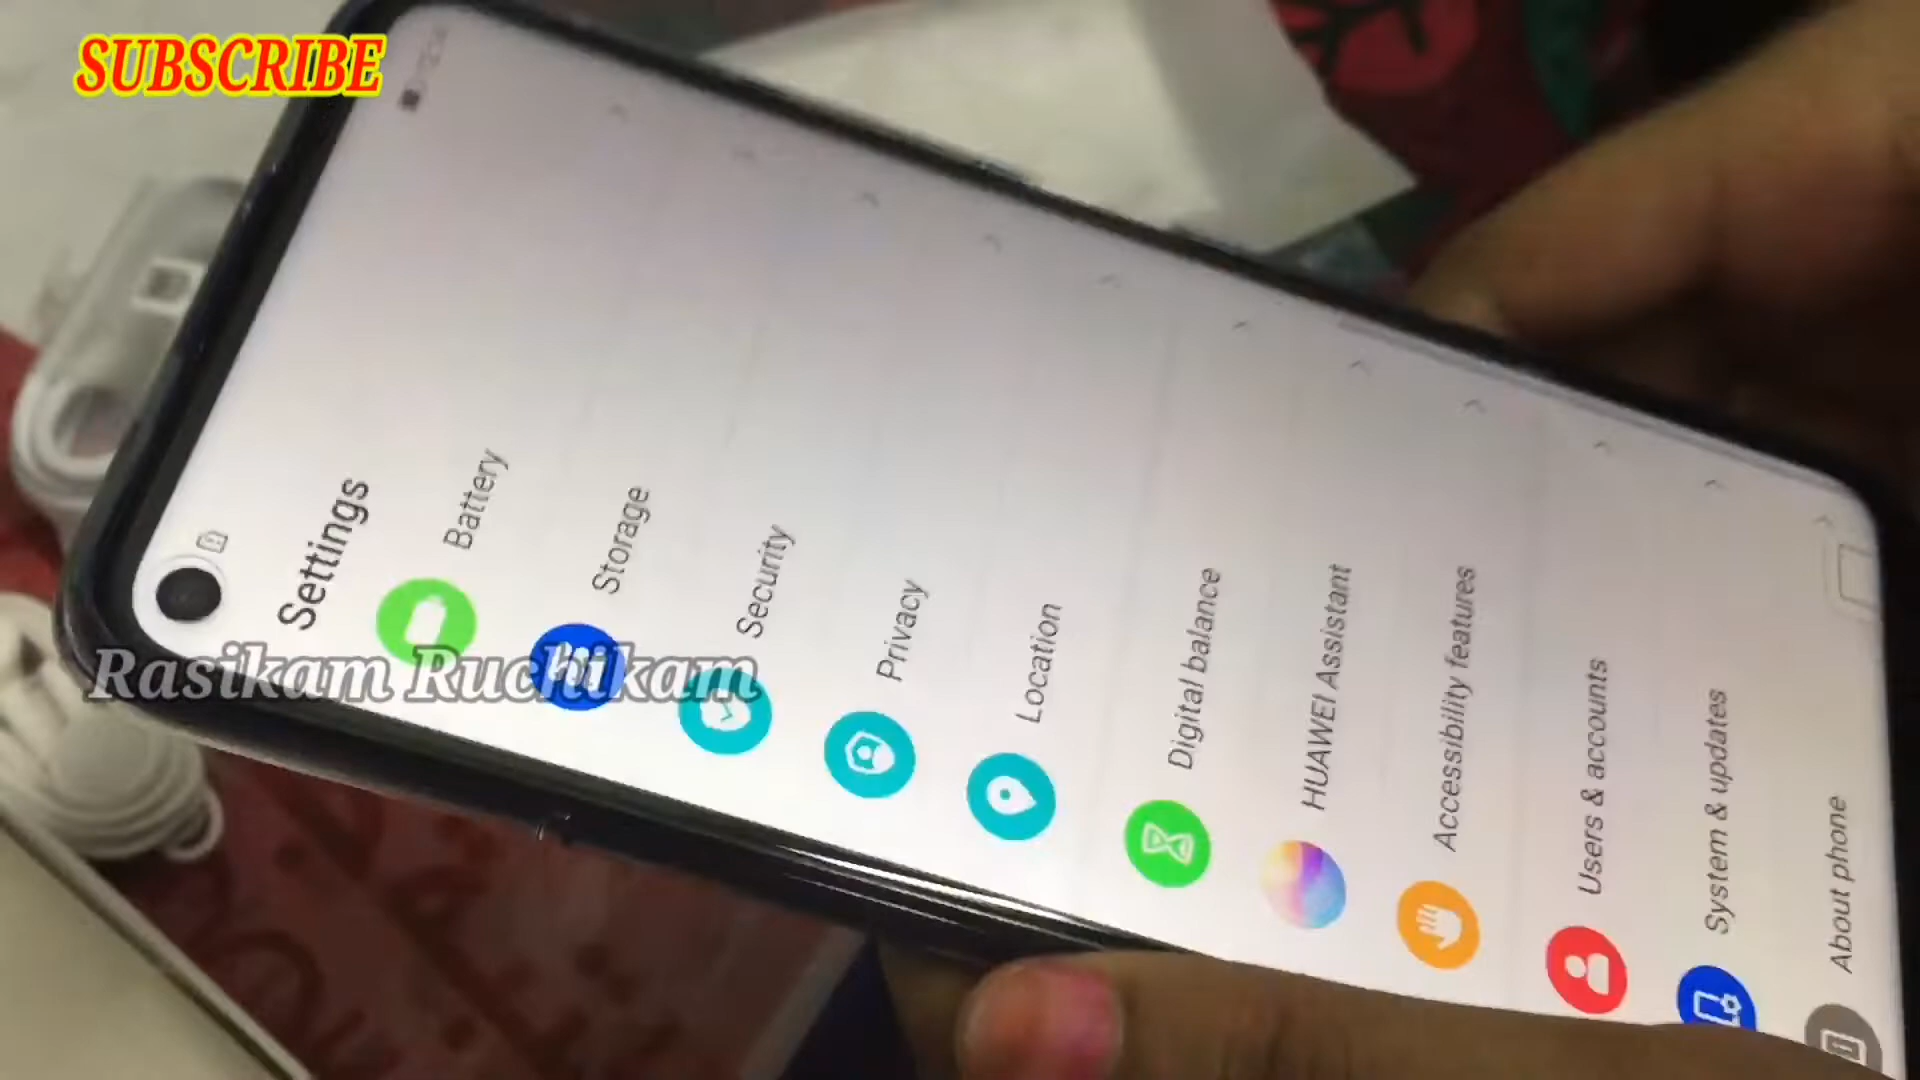 SUBSCRIBE
Settings
Battery
Storage
Security
Privacy
Location
Digital balance
HUAWEI Assistant
Accessibility features
Users & accounts
System & updates
About phone
Rasikam Ruchikam